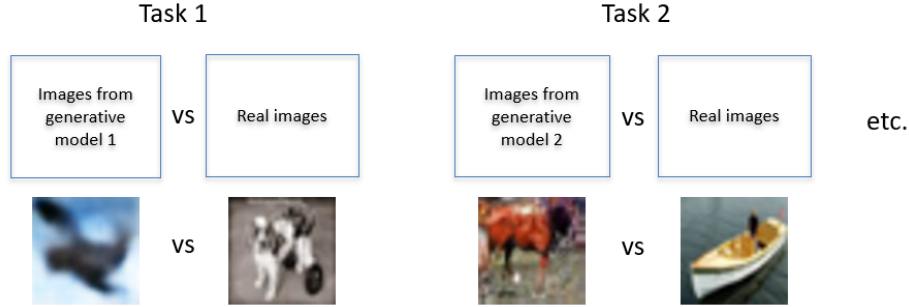 Task 1
Task 2
Images from
generative
model 1
vs
Real images
Images from
generative
model 2
vs
Real images
etc.
vs
vs